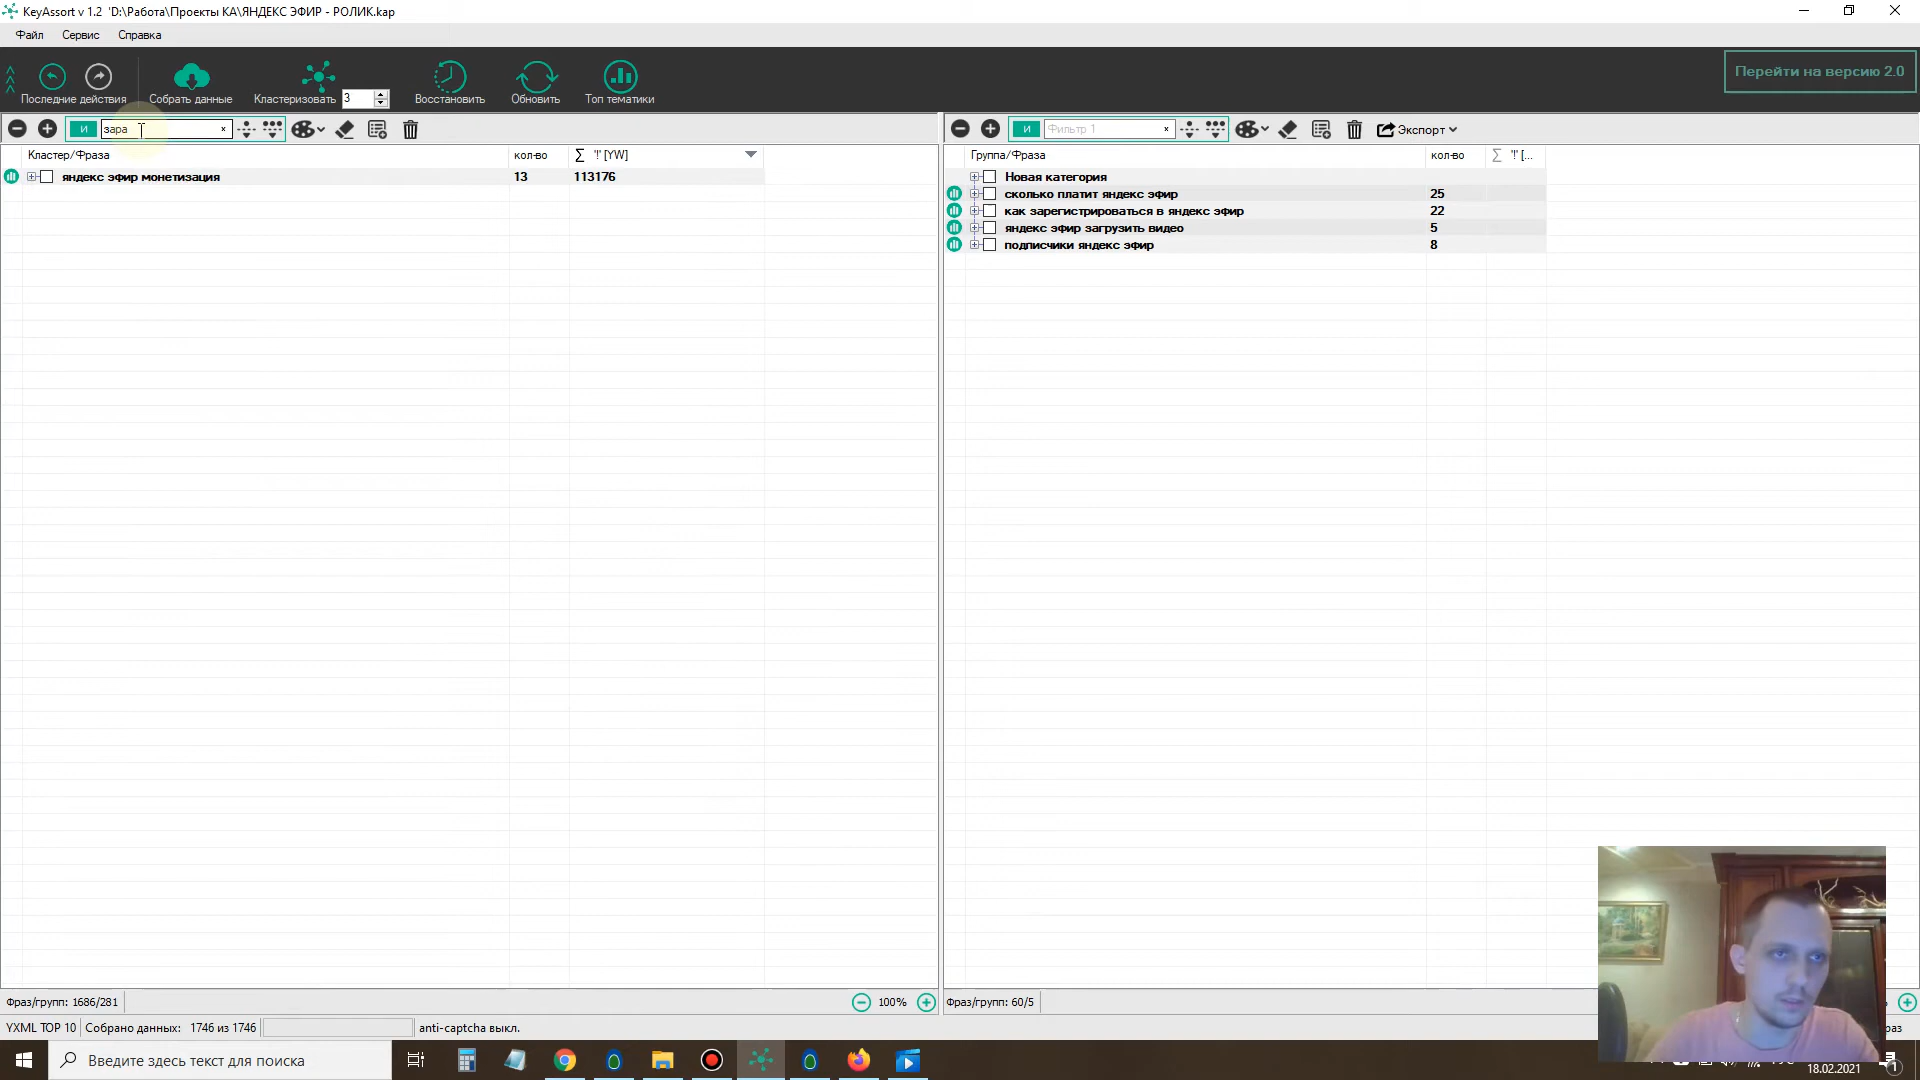 KeyAssort v 1.2 'D:\Работа\Проекты КА\ЯНДЕКС ЭФИР - РОЛИК.kap
Файл Сервис Справка
Последние действия Собрать данные Кластеризовать 3 Восстановить Обновить Топ тематики Перейти на версию 2.0
И зара × И Фильтр 1 × Экспорт
Кластер/Фраза кол-во ∑ '!' [YW] Группа/Фраза кол-во ∑ '!' [...
яндекс эфир монетизация 13 113176 Новая категория
сколько платит яндекс эфир 25
как зарегистрироваться в яндекс эфир 22
яндекс эфир загрузить видео 5
подписчики яндекс эфир 8
Фраз/групп: 1686/281 100% Фраз/групп: 60/5
YXML TOP 10 Собрано данных: 1746 из 1746 anti-captcha выкл.
Введите здесь текст для поиска
18.02.2021 1